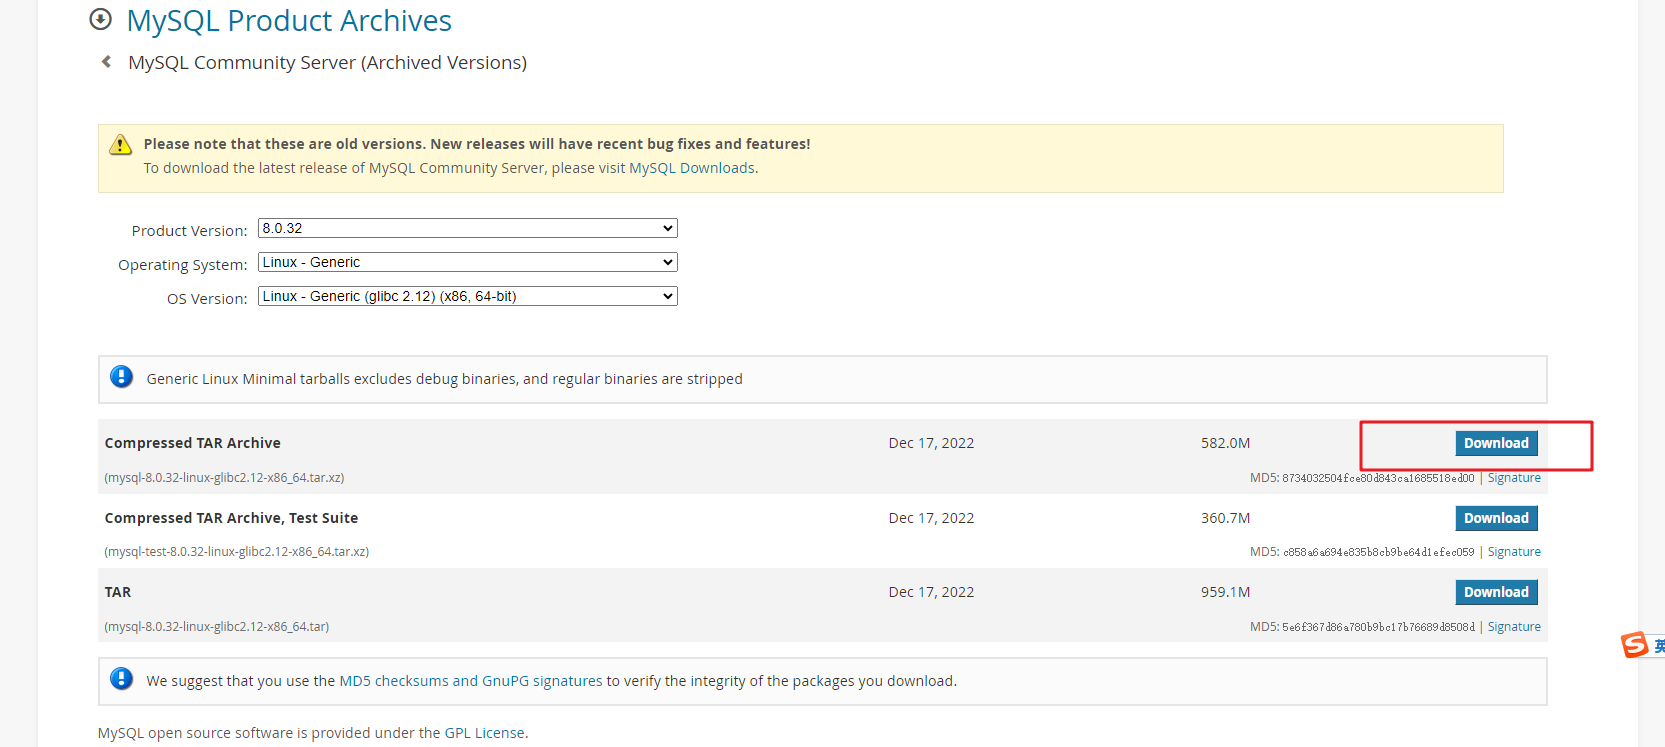 MySQL Product Archives
MySQL Community Server (Archived Versions)
Please note that these are old versions. New releases will have recent bug fixes and features!
To download the latest release of MySQL Community Server, please visit MySQL Downloads.
Product Version: 8.0.32
Operating System: Linux - Generic
OS Version: Linux - Generic (glibc 2.12) (x86, 64-bit)
Generic Linux Minimal tarballs excludes debug binaries, and regular binaries are stripped
Compressed TAR Archive Dec 17, 2022 582.0M Download
(mysql-8.0.32-linux-glibc2.12-x86_64.tar.xz) MD5: 8734032504fce80d843ca1685518ed00 | Signature
Compressed TAR Archive, Test Suite Dec 17, 2022 360.7M Download
(mysql-test-8.0.32-linux-glibc2.12-x86_64.tar.xz) MD5: c858a6a694e835b8cb9be64d1efec059 | Signature
TAR Dec 17, 2022 959.1M Download
(mysql-8.0.32-linux-glibc2.12-x86_64.tar) MD5: 5e6f367d86a780b9bc17b76689d8508d | Signature
S 英
We suggest that you use the MD5 checksums and GnuPG signatures to verify the integrity of the packages you download.
MySQL open source software is provided under the GPL License.